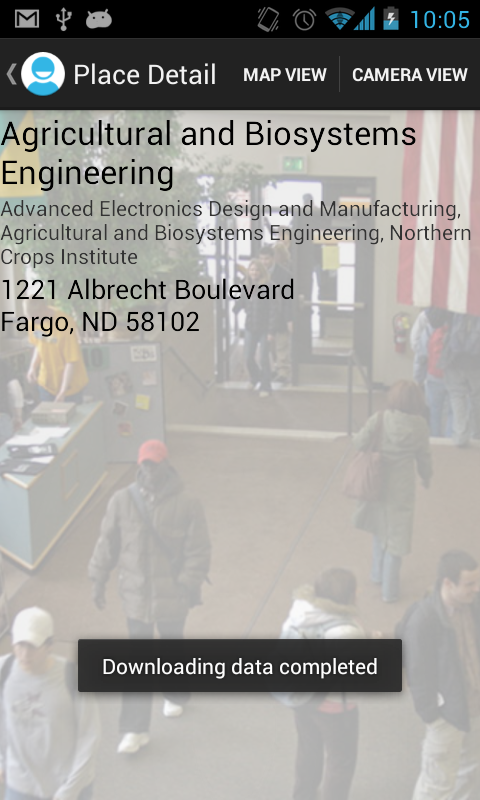 10:05
Place Detail MAP VIEW CAMERA VIEW
Agricultural and Biosystems
Engineering
Advanced Electronics Design and Manufacturing,
Agricultural and Biosystems Engineering, Northern
Crops Institute
1221 Albrecht Boulevard
Fargo, ND 58102
Downloading data completed